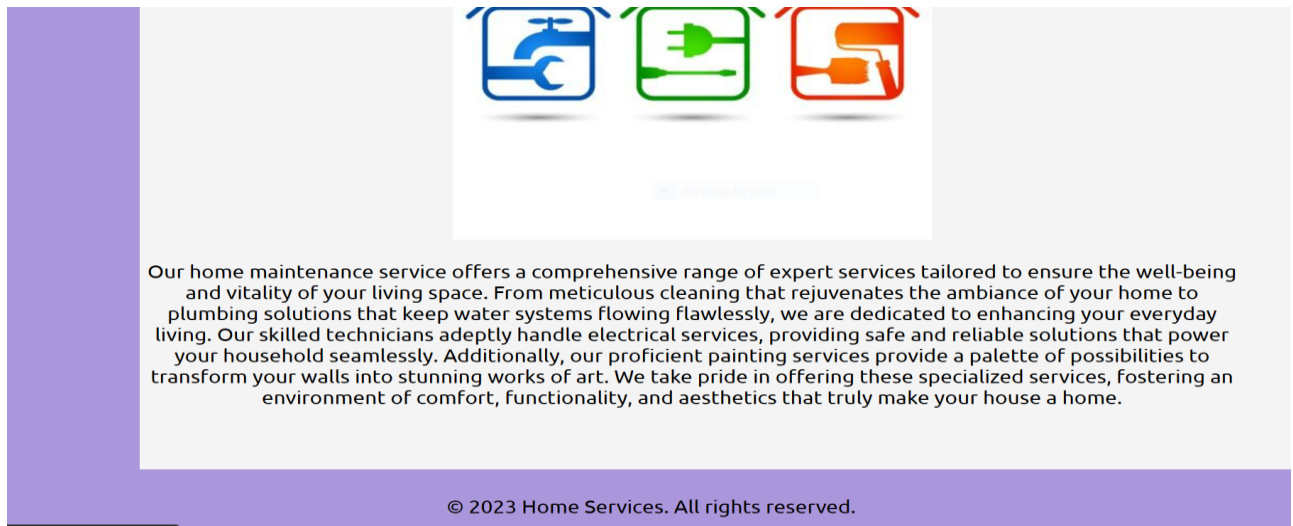 Rectangular Snip
Our home maintenance service offers a comprehensive range of expert services tailored to ensure the well-being
and vitality of your living space. From meticulous cleaning that rejuvenates the ambiance of your home to
plumbing solutions that keep water systems flowing flawlessly, we are dedicated to enhancing your everyday
living. Our skilled technicians adeptly handle electrical services, providing safe and reliable solutions that power
your household seamlessly. Additionally, our proficient painting services provide a palette of possibilities to
transform your walls into stunning works of art. We take pride in offering these specialized services, fostering an
environment of comfort, functionality, and aesthetics that truly make your house a home.
© 2023 Home Services. All rights reserved.